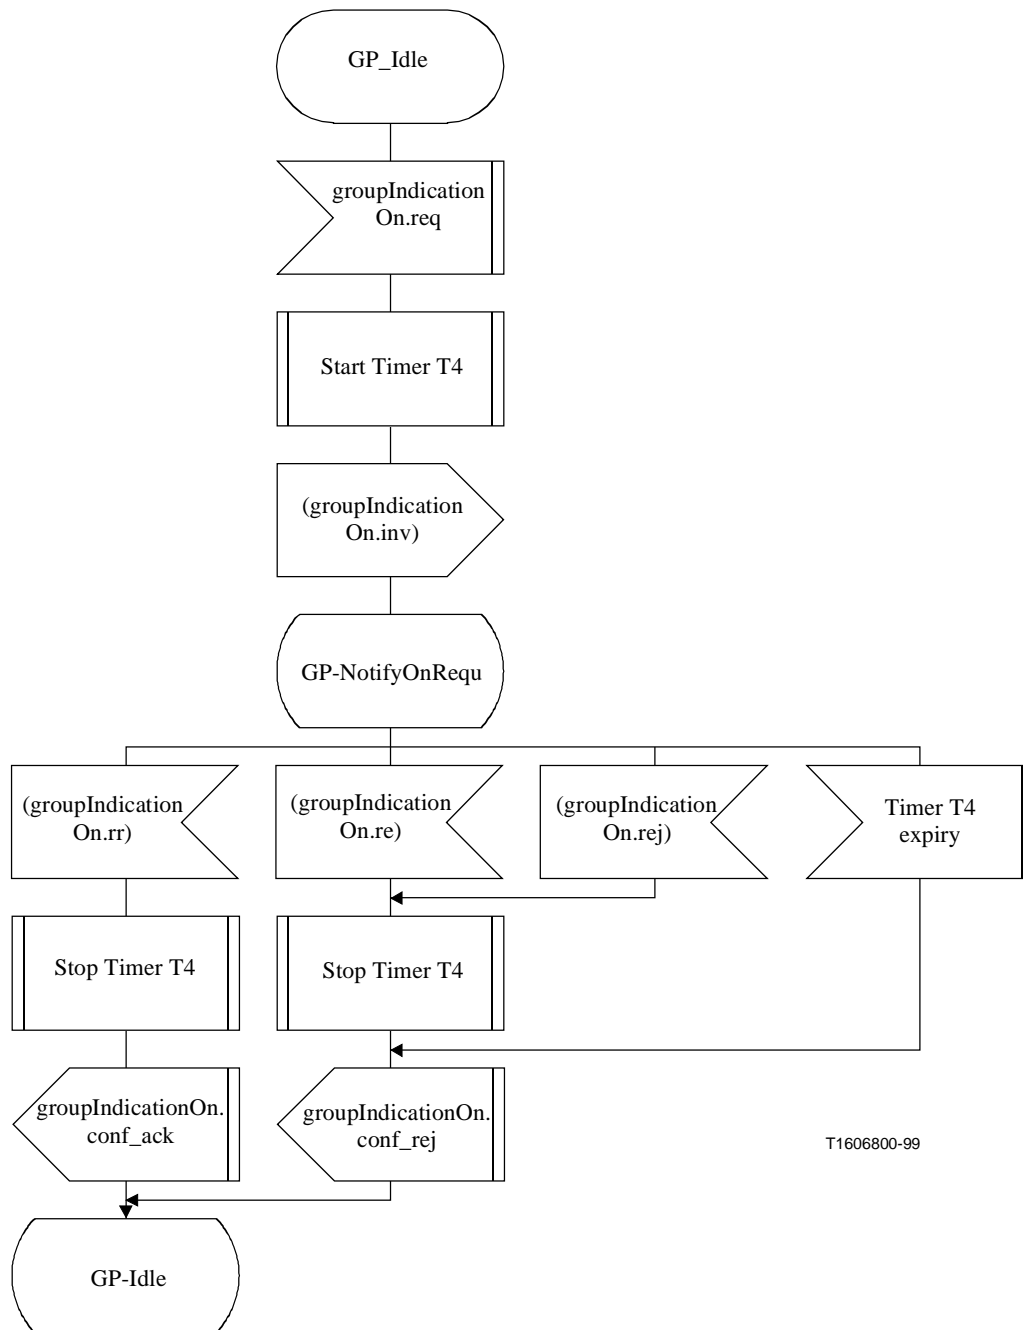 GP_Idle
groupIndication
On.req
Start Timer T4
(groupIndication
On.inv)
GP-NotifyOnRequ
(groupIndication
On.rr)
(groupIndication
On.re)
(groupIndication
On.rej)
Timer T4
expiry
Stop Timer T4
Stop Timer T4
groupIndicationOn.
conf_ack
groupIndicationOn.
conf_rej
T1606800-99
GP-Idle